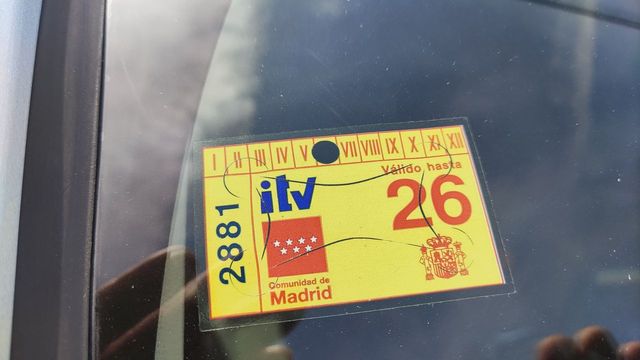 I II III IV V VII VIII IX X XI XII
Válido hasta
itv
26
2881
Comunidad de
Madrid